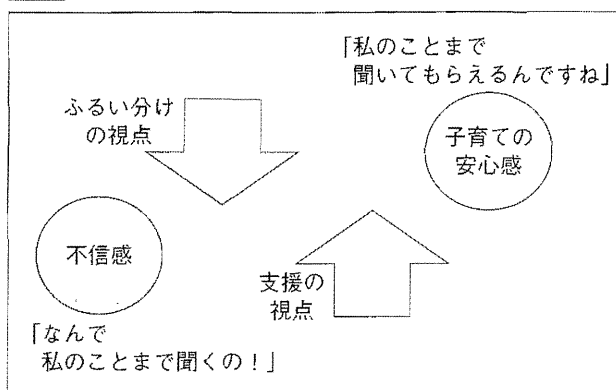 「私のことまで
聞いてもらえるんですね」
ふるい分け
の視点
子育ての
安心感
不信感
支援の
視点
「なんで
私のことまで聞くの！」